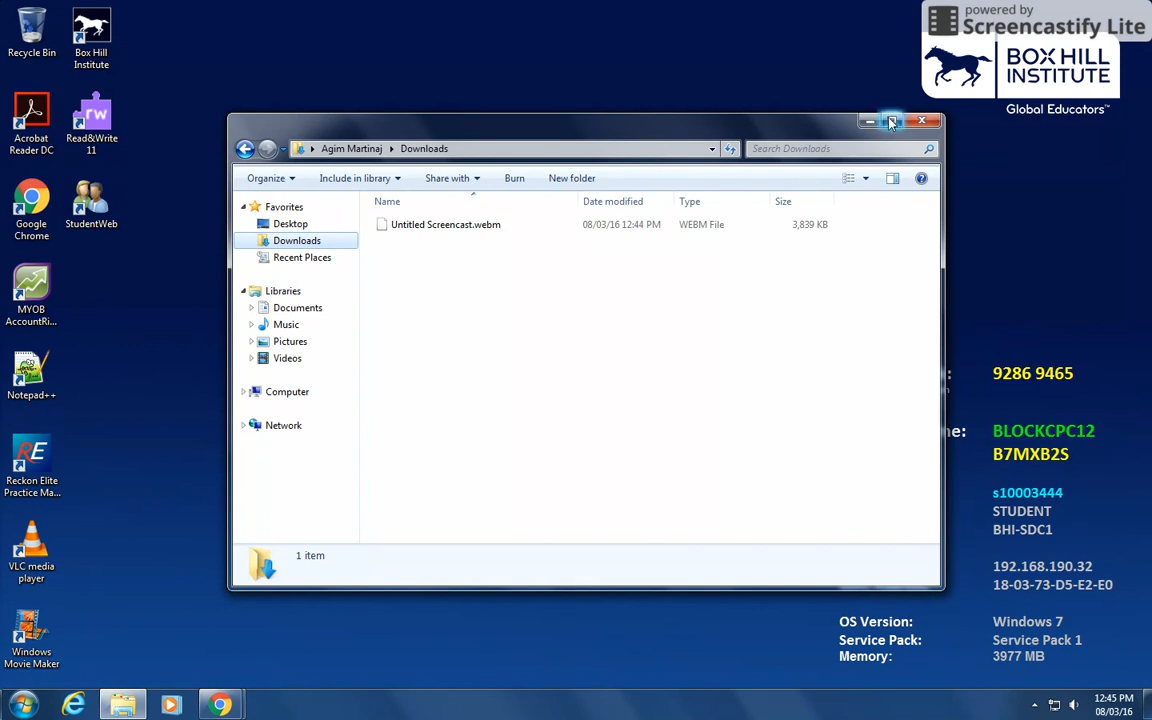 Recycle Bin
Box Hill
Institute
Acrobat
Reader DC
Read&Write
11
Google
Chrome
StudentWeb
MYOB
AccountRi...
Notepad++
Reckon Elite
Practice Ma...
VLC media
player
Windows
Movie Maker
powered by
Screencastify Lite
BOX HILL
INSTITUTE
Global Educators™
Agim Martinaj
Downloads
Search Downloads
Organize
Include in library
Share with
Burn
New folder
Name
Date modified
Type
Size
Untitled Screencast.webm
08/03/16 12:44 PM
WEBM File
3,839 KB
Favorites
Desktop
Downloads
Recent Places
Libraries
Documents
Music
Pictures
Videos
Computer
Network
1 item
9286 9465
ne:
BLOCKCPC12
B7MXB2S
s10003444
STUDENT
BHI-SDC1
192.168.190.32
18-03-73-D5-E2-E0
OS Version:
Windows 7
Service Pack:
Service Pack 1
Memory:
3977 MB
12:45 PM
08/03/16